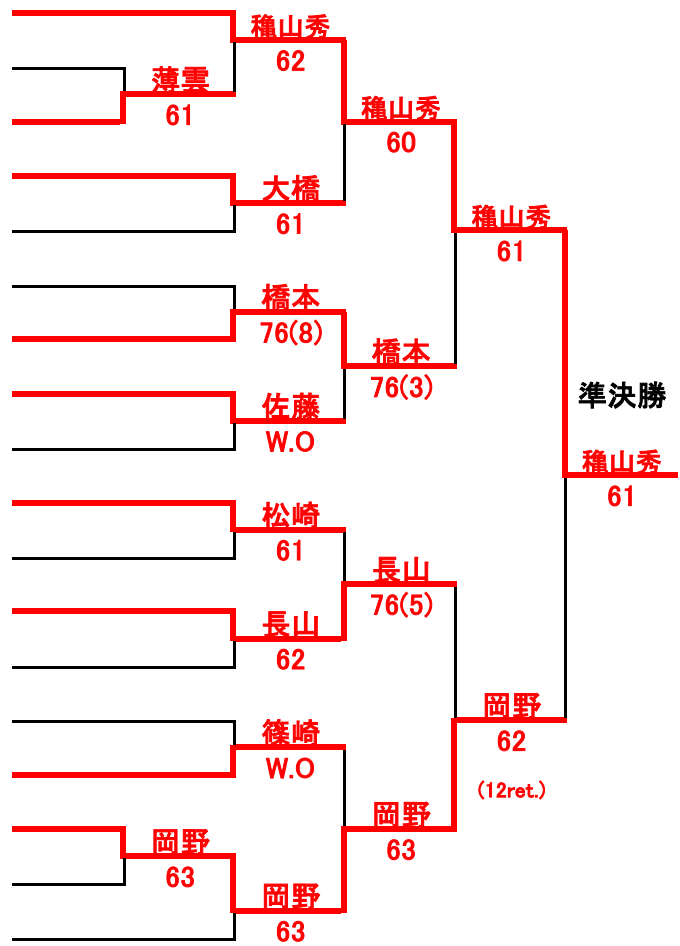 穐山秀
62
薄雲
61
穐山秀
60
大橋
61
穐山秀
61
橋本
76(8)
橋本
76(3)
準決勝
佐藤
W.O
穐山秀
61
松崎
61
長山
76(5)
長山
62
岡野
62
篠崎
W.O
(12ret.)
岡野
63
岡野
63
岡野
63